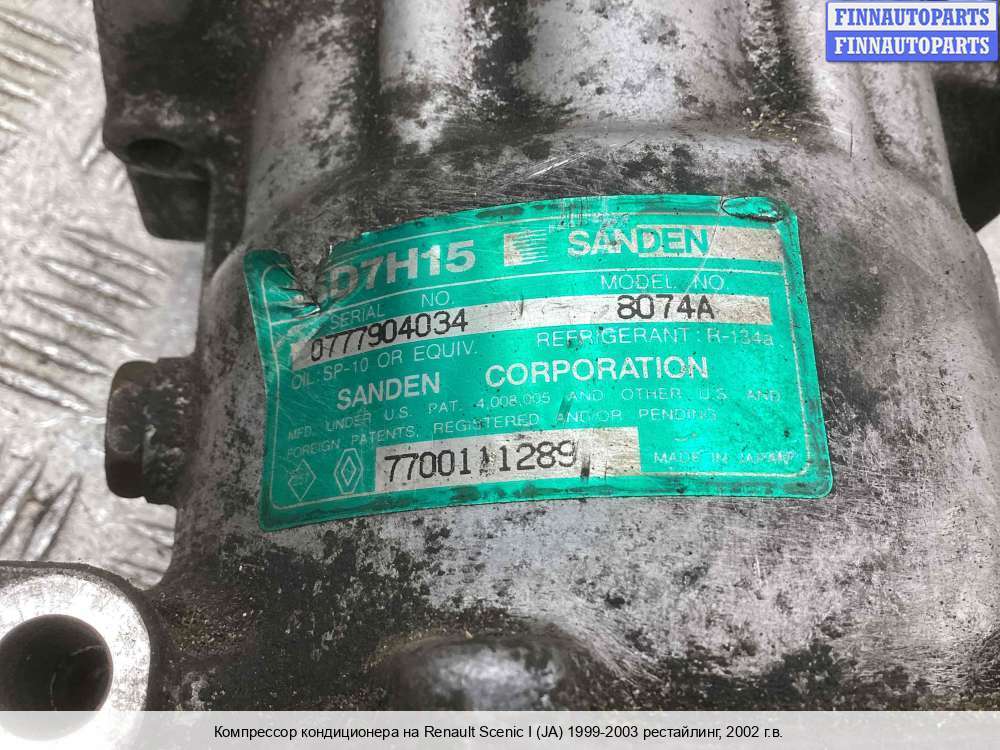 FINNAUTOPARTS
FINNAUTOPARTS
D7H15 SANDEN
SERIAL NO. MODEL NO.
0777904034 8074A
OIL: SP-10 OR EQUIV. REFRIGERANT: R-134a
SANDEN CORPORATION
MFD. UNDER U.S. PAT. 4,008,005 AND OTHER U.S. AND
FOREIGN PATENTS, REGISTERED AND/OR PENDING
7700111289 MADE IN JAPAN
Компрессор кондиционера на Renault Scenic I (JA) 1999-2003 рестайлинг, 2002 г.в.